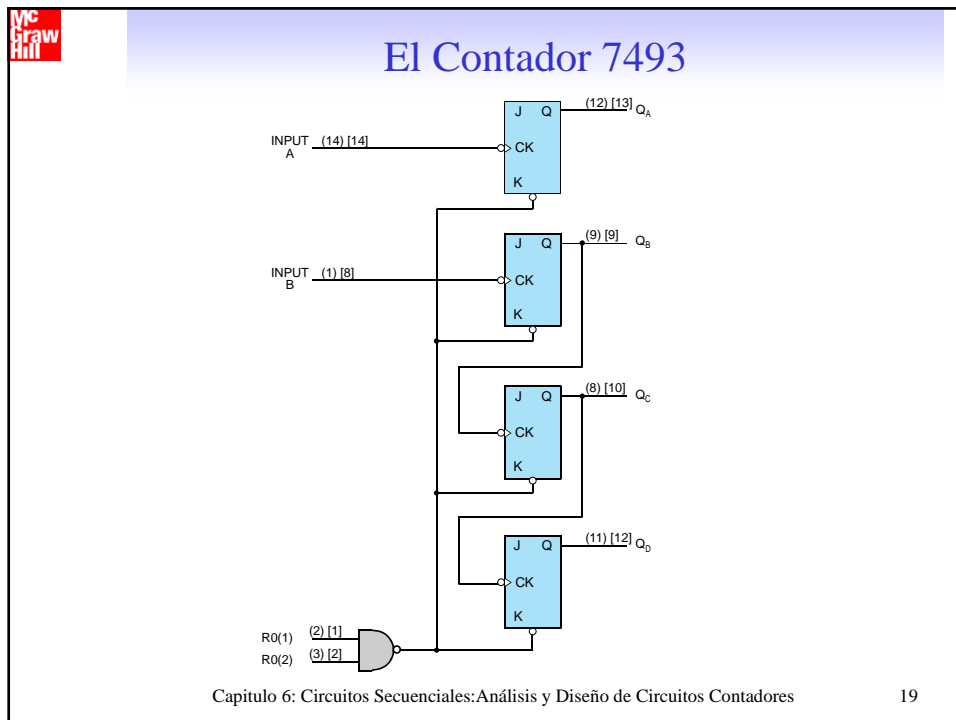 Mc
Graw
Hill
El Contador 7493
J Q (12) [13] QA
INPUT A (14) [14] CK
K
J Q (9) [9] QB
INPUT B (1) [8] CK
K
J Q (8) [10] QC
CK
K
J Q (11) [12] QD
CK
K
R0(1) (2) [1]
R0(2) (3) [2]
Capitulo 6: Circuitos Secuenciales:Análisis y Diseño de Circuitos Contadores 19